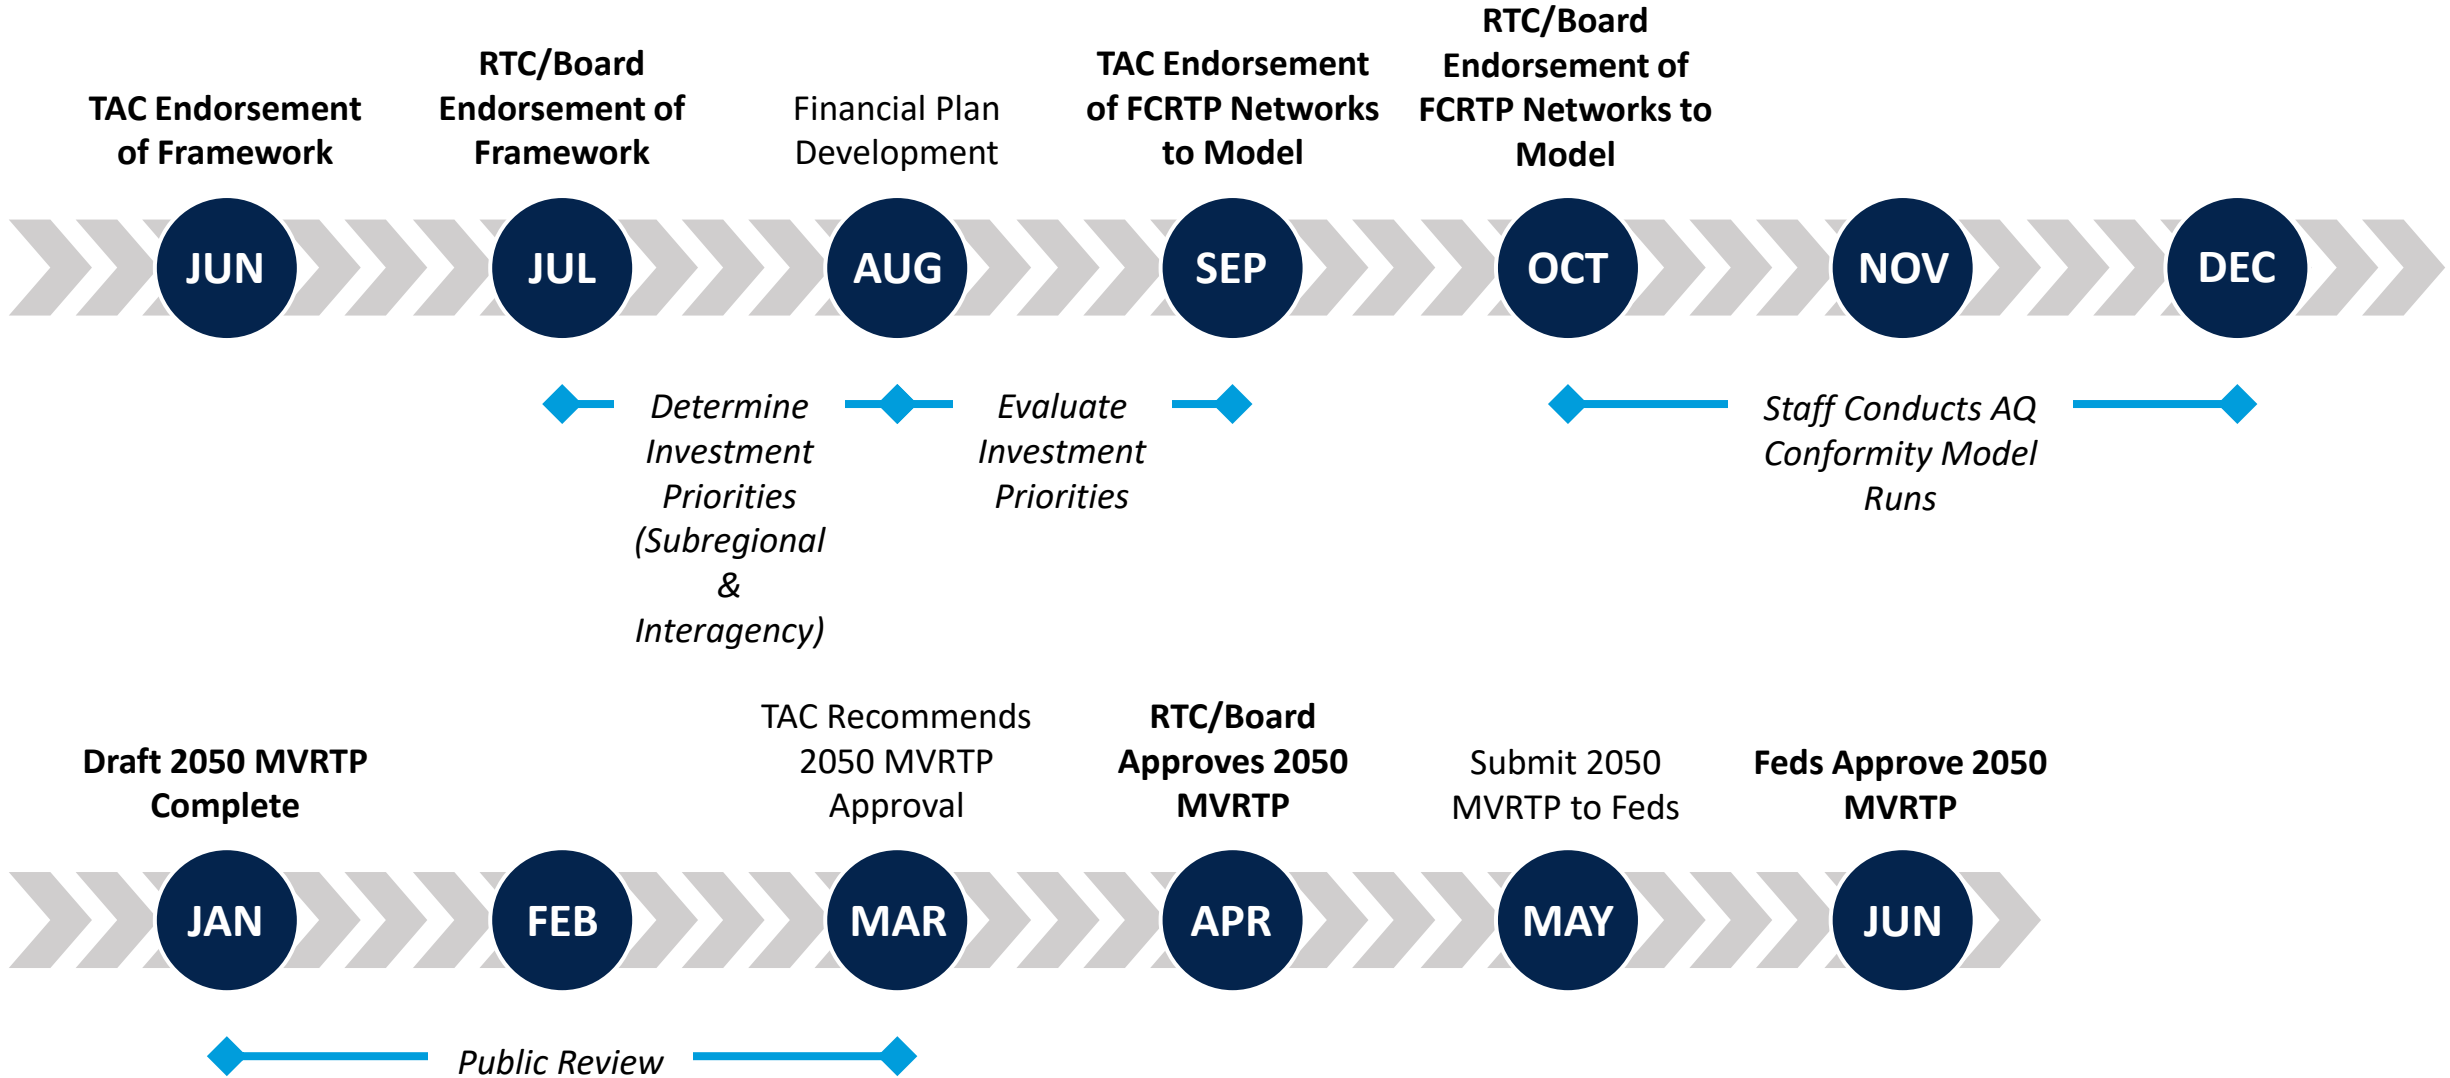 TAC Endorsement
of Framework
RTC/Board
Endorsement of
Framework
Financial Plan
Development
TAC Endorsement
of FCRTP Networks
to Model
RTC/Board
Endorsement of
FCRTP Networks to
Model
JUN
JUL
AUG
SEP
OCT
NOV
DEC
Determine
Investment
Priorities
(Subregional
&
Interagency)
Evaluate
Investment
Priorities
Staff Conducts AQ
Conformity Model
Runs
Draft 2050 MVRTP
Complete
TAC Recommends
2050 MVRTP
Approval
RTC/Board
Approves 2050
MVRTP
Submit 2050
MVRTP to Feds
Feds Approve 2050
MVRTP
JAN
FEB
MAR
APR
MAY
JUN
Public Review